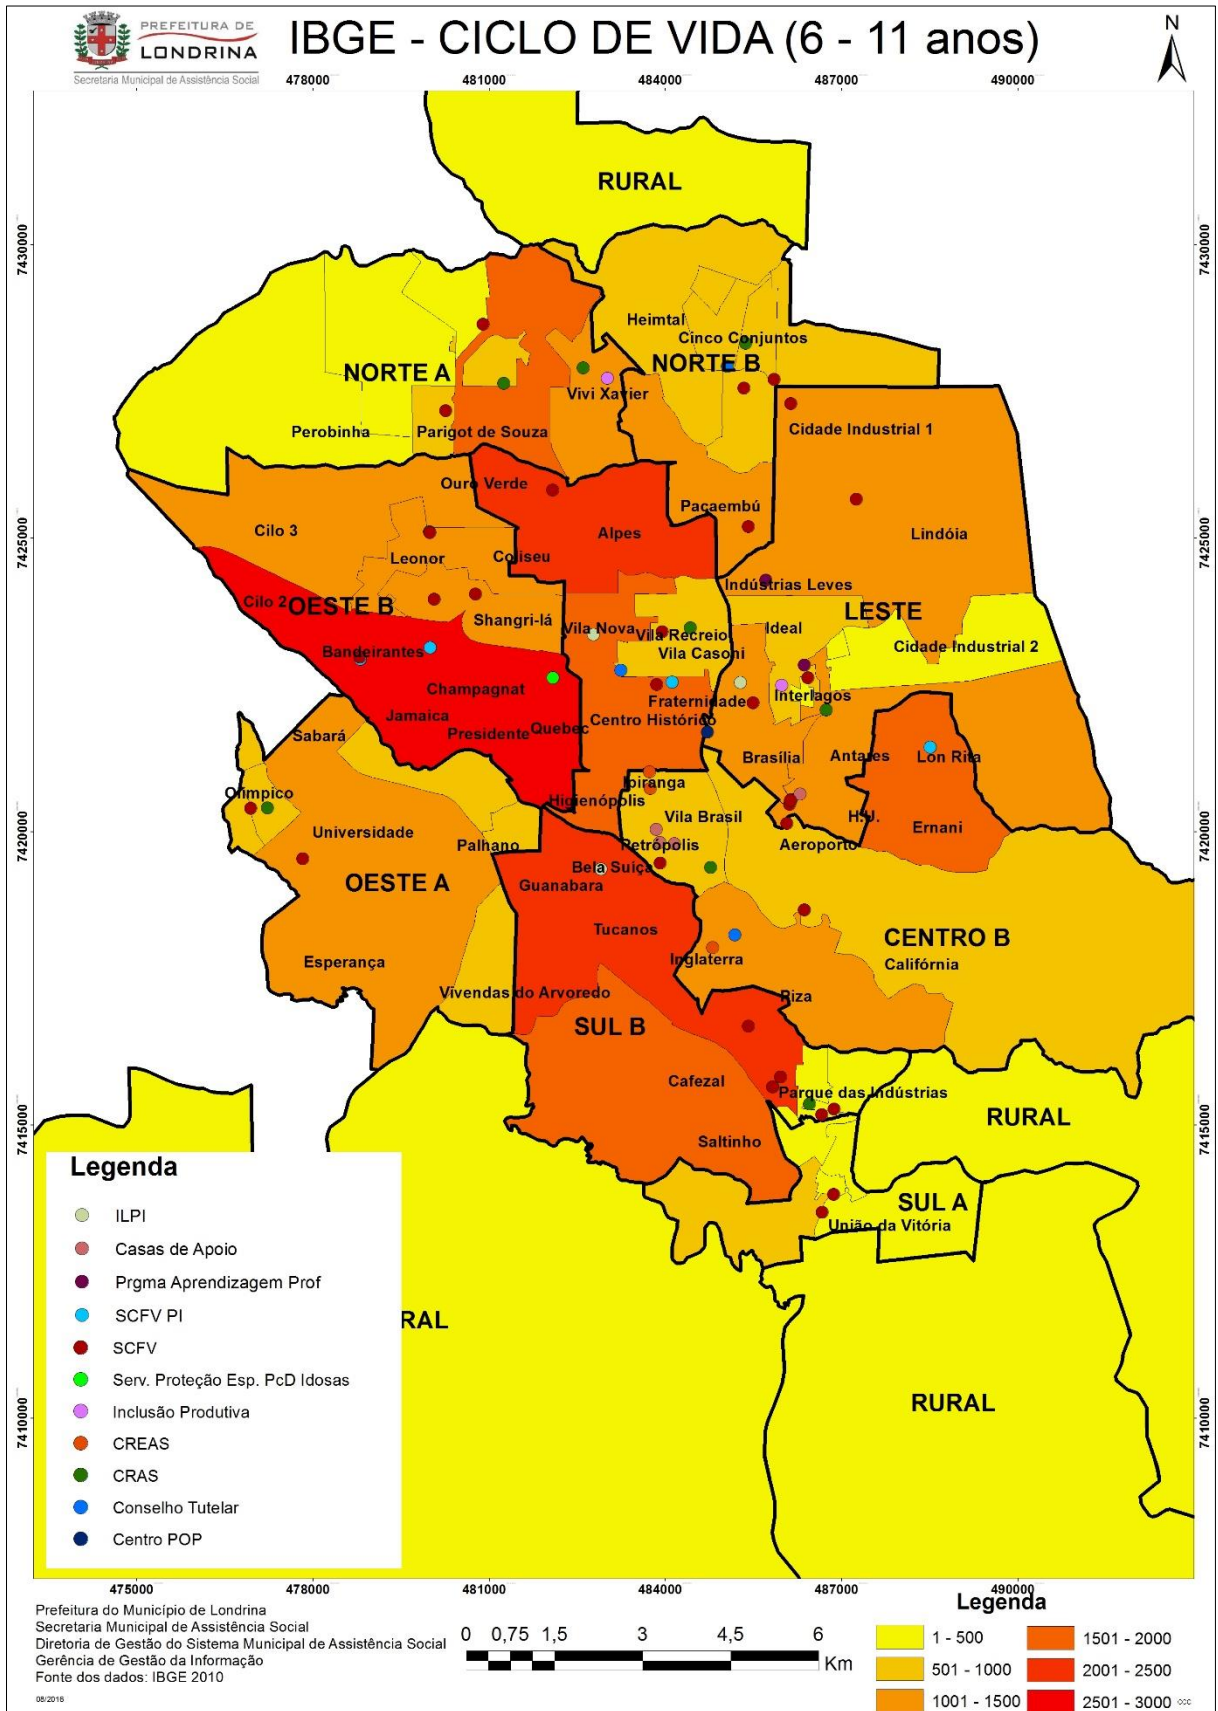 PREFEITURA DE
LONDRINA
Secretaria Municipal de Assistência Social
IBGE - CICLO DE VIDA (6 - 11 anos)
N
478000 481000 484000 487000 490000
7430000 7430000
7425000 7425000
7420000 7420000
7415000 7415000
7410000 7410000
RURAL
Heimtal
Cinco Conjuntos
NORTE A
NORTE B
Vivi Xavier
Perobinha
Parigot de Souza
Cidade Industrial 1
Ouro Verde
Pacaembú
Cilo 3
Alpes
Lindóia
Leonor
Coliseu
Indústrias Leves
Cilo 2
OESTE B
LESTE
Shangri-lá
Vila Nova
Vila Recreio
Ideal
Bandeirantes
Vila Casoni
Cidade Industrial 2
Champagnat
Fraternidade
Interlagos
Jamaica
Centro Histórico
Presidente
Quebec
Sabará
Brasília
Antares
Lon Rita
Ipiranga
Olímpico
Higienópolis
Vila Brasil
H.U.
Universidade
Ernani
Palhano
Petrópolis
Aeroporto
Bela Suiça
OESTE A
Guanabara
Tucanos
CENTRO B
Esperança
Inglaterra
Califórnia
Vivendas do Arvoredo
Piza
SUL B
Cafezal
Parque das Indústrias
RURAL
Saltinho
SUL A
União da Vitória
RAL
RURAL
Legenda
ILPI
Casas de Apoio
Prgma Aprendizagem Prof
SCFV PI
SCFV
Serv. Proteção Esp. PcD Idosas
Inclusão Produtiva
CREAS
CRAS
Conselho Tutelar
Centro POP
475000 478000 481000 484000 487000 490000
Prefeitura do Município de Londrina
Secretaria Municipal de Assistência Social
Diretoria de Gestão do Sistema Municipal de Assistência Social
Gerência de Gestão da Informação
Fonte dos dados: IBGE 2010
08/2016
0 0,75 1,5 3 4,5 6
Km
Legenda
1 - 500 1501 - 2000
501 - 1000 2001 - 2500
1001 - 1500 2501 - 3000